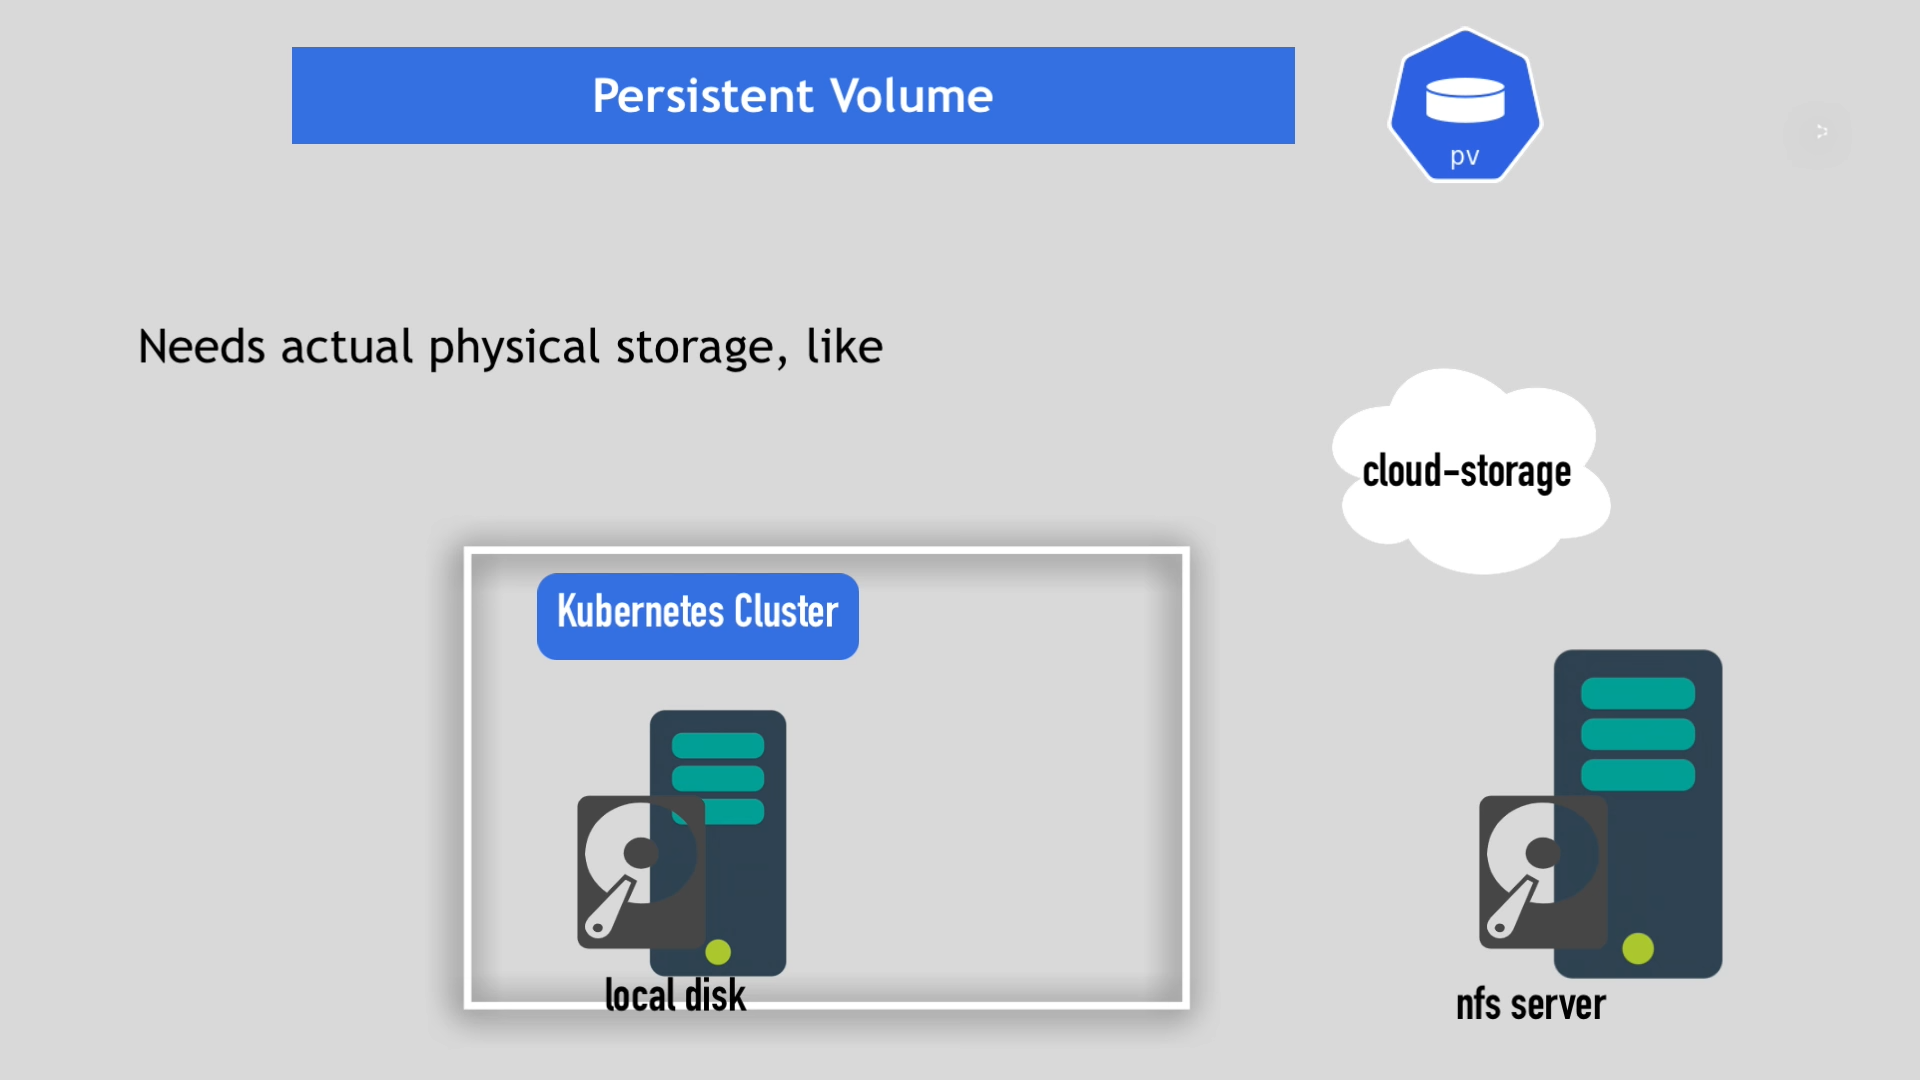 Persistent Volume
pv
Needs actual physical storage, like
cloud-storage
Kubernetes Cluster
local disk
nfs server